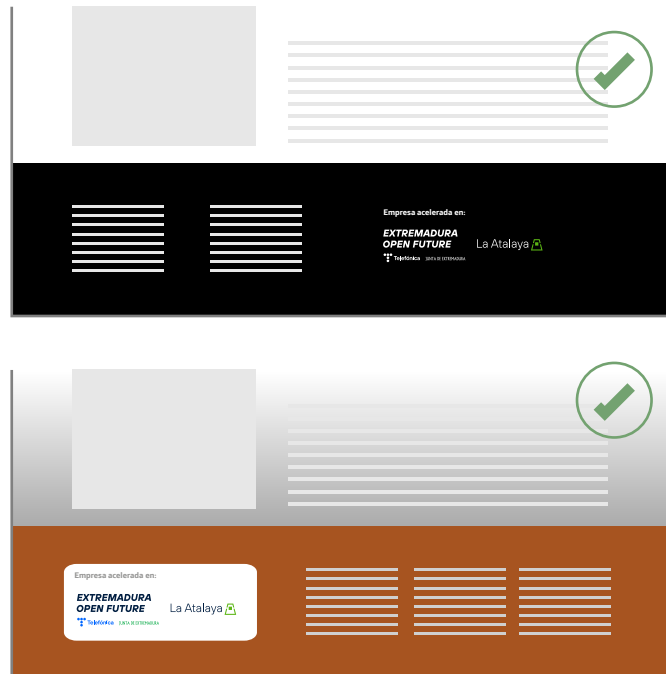 Empresa acelerada en:
EXTREMADURA
OPEN FUTURE
La Atalaya
Telefónica JUNTA DE EXTREMADURA
Empresa acelerada en:
EXTREMADURA
OPEN FUTURE
La Atalaya
Telefónica JUNTA DE EXTREMADURA